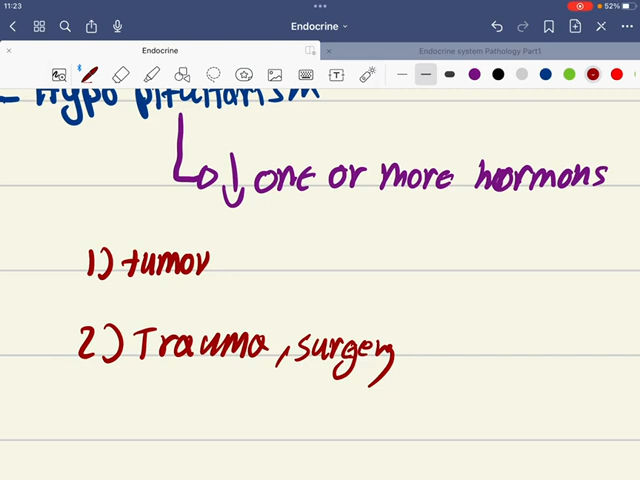 11:23
52%
Endocrine
Endocrine
Endocrine system Pathology Part1
- Hypo pituitarism
↓ one or more hormons
1) tumor
2) Trauma, surgery